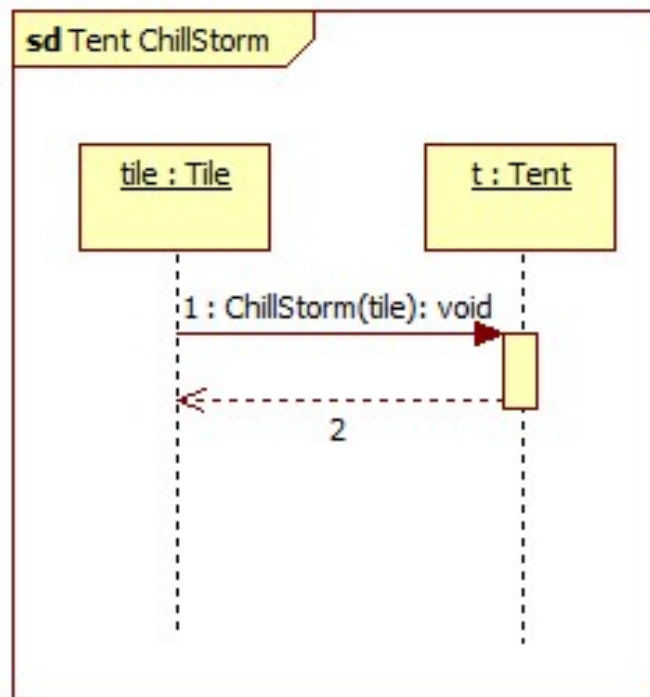 sd Tent ChillStorm
tile : Tile
t : Tent
1 : ChillStorm(tile): void
2